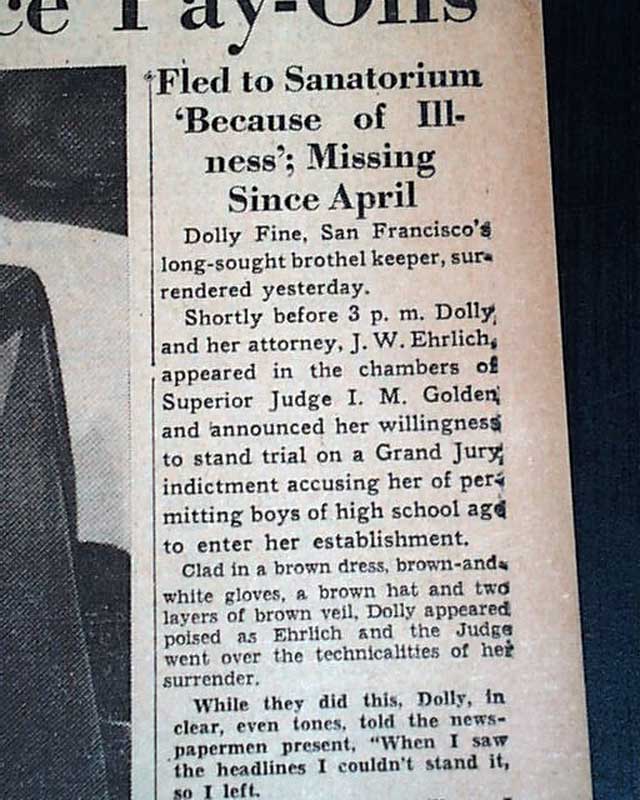 Pay-Offs
Fled to Sanatorium
'Because of Ill-
ness'; Missing
Since April
Dolly Fine, San Francisco's
long-sought brothel keeper, sur-
rendered yesterday.
Shortly before 3 p. m. Dolly
and her attorney, J. W. Ehrlich,
appeared in the chambers of
Superior Judge I. M. Golden
and announced her willingness
to stand trial on a Grand Jury
indictment accusing her of per-
mitting boys of high school age
to enter her establishment.
Clad in a brown dress, brown-and-
white gloves, a brown hat and two
layers of brown veil, Dolly appeared
poised as Ehrlich and the Judge
went over the technicalities of her
surrender.
While they did this, Dolly, in
clear, even tones, told the news-
papermen present, "When I saw
the headlines I couldn't stand it,
so I left.